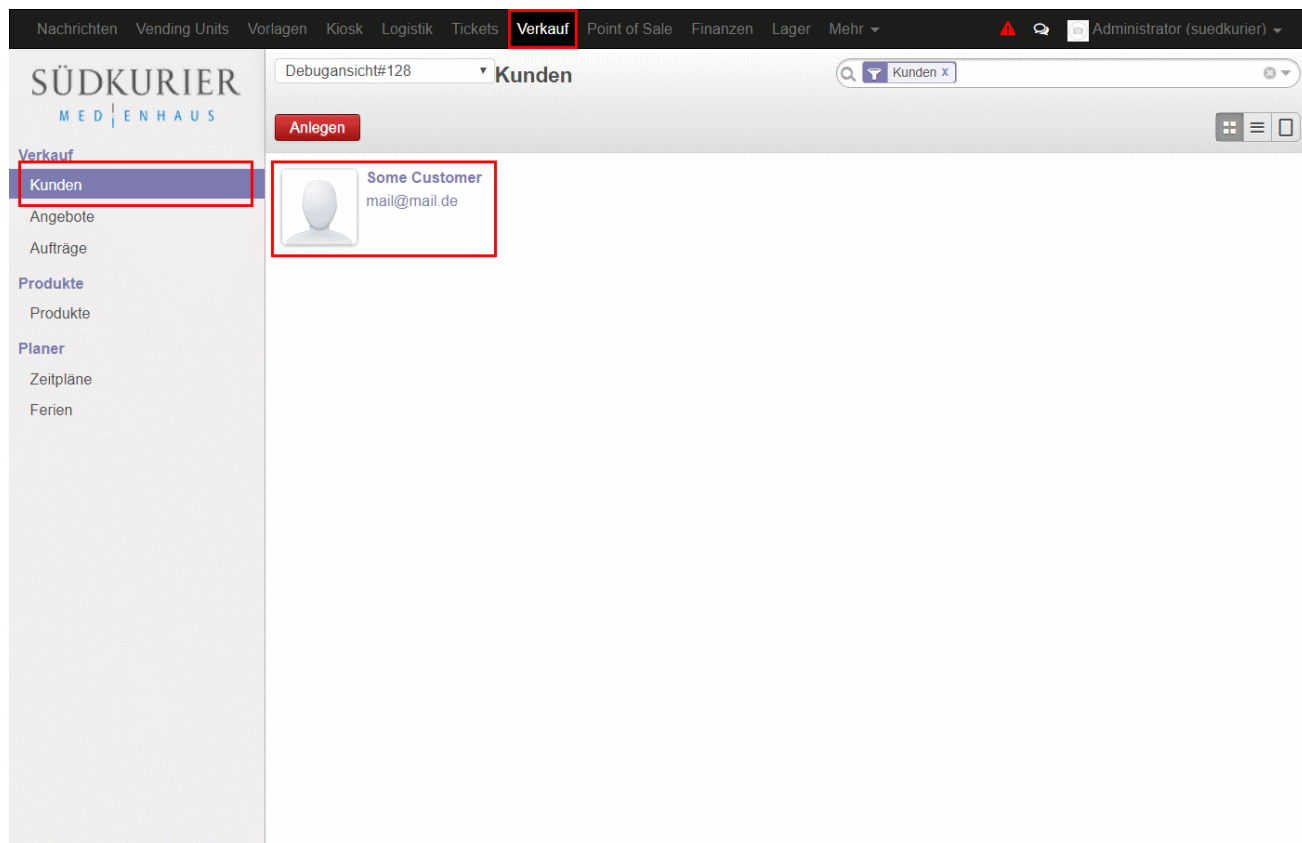 Nachrichten Vending Units Vorlagen Kiosk Logistik Tickets Verkauf Point of Sale Finanzen Lager Mehr Administrator (suedkurier)
SÜDKURIER
MEDIENHAUS
Debugansicht#128 Kunden Kunden x
Anlegen
Verkauf
Kunden
Angebote
Aufträge
Produkte
Produkte
Planer
Zeitpläne
Ferien
Some Customer
mail@mail.de